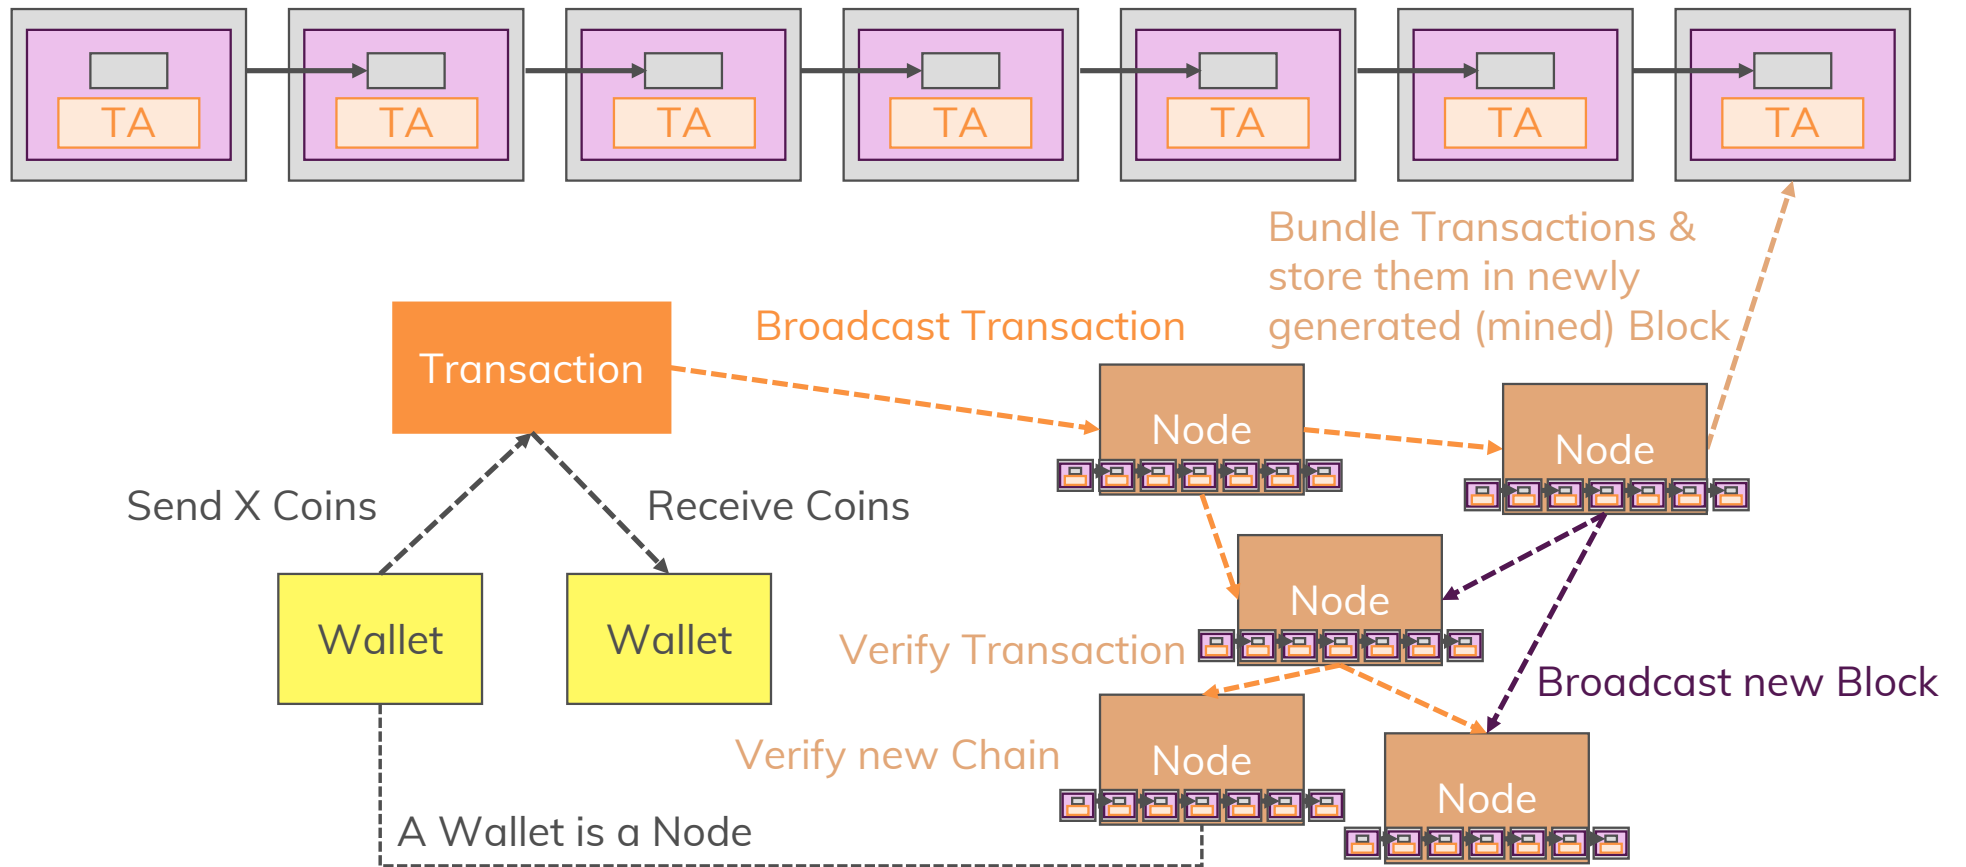 TA TA TA TA TA TA TA
Bundle Transactions &
store them in newly
generated (mined) Block
Broadcast Transaction
Transaction
Node
Node
Send X Coins
Receive Coins
Node
Wallet
Wallet
Verify Transaction
Broadcast new Block
Verify new Chain
Node
Node
A Wallet is a Node